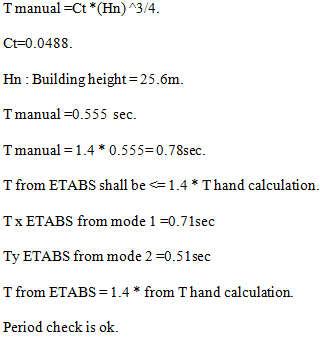 T manual =Ct *(Hn) ^3/4.
Ct=0.0488.
Hn : Building height = 25.6m.
T manual =0.555 sec.
T manual = 1.4 * 0.555= 0.78sec.
T from ETABS shall be <= 1.4 * T hand calculation.
T x ETABS from mode 1 =0.71sec
Ty ETABS from mode 2 =0.51sec
T from ETABS = 1.4 * from T hand calculation.
Period check is ok.